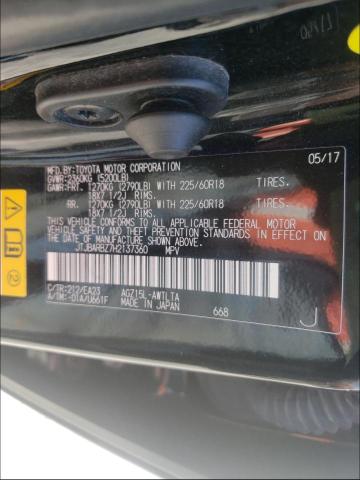 MFD.BY:TOYOTA MOTOR CORPORATION 05/17
GVWR:2360KG (5200LB)
GAWR:FRT. 1270KG (2790LB) WITH 225/60R18 TIRES.
18X7 1/2J RIMS.
RR. 1270KG (2790LB) WITH 225/60R18 TIRES.
18X7 1/2J RIMS.
THIS VEHICLE CONFORMS TO ALL APPLICABLE FEDERAL MOTOR
VEHICLE SAFETY AND THEFT PREVENTION STANDARDS IN EFFECT
ON THE DATE OF MANUFACTURE SHOWN ABOVE.
JTJBARBZ7H2137360 MPV
C/TR:212/EA23 AGZ15L-AWTLTA
A/TM:-01A/U661F MADE IN JAPAN 668 J